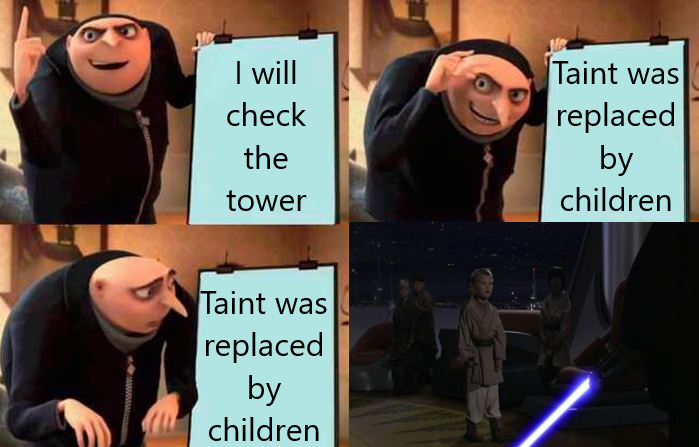 I will
check
the
tower
Taint was
replaced
by
children
Taint was
replaced
by
children